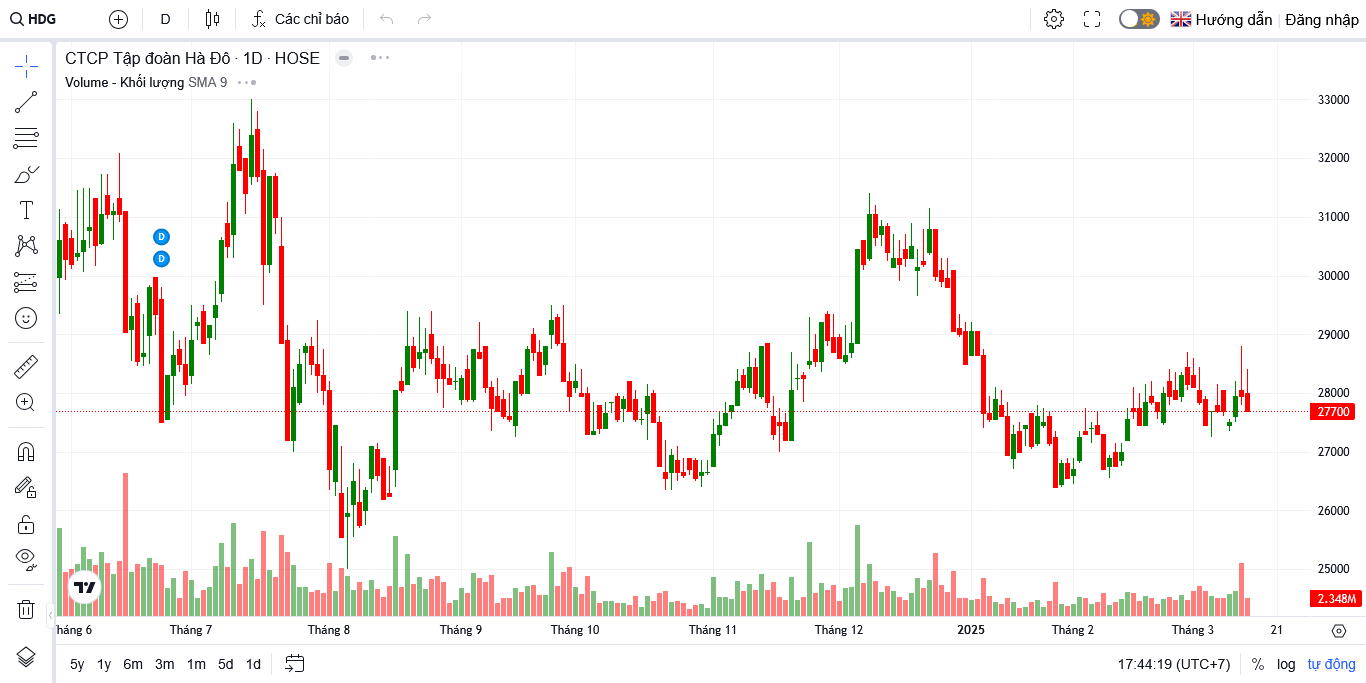 HDG D Các chỉ báo Hướng dẫn Đăng nhập
CTCP Tập đoàn Hà Đô · 1D · HOSE
Volume - Khối lượng SMA 9
D
D
33000
32000
31000
30000
29000
28000
27700
27000
26000
25000
2.348M
háng 6 Tháng 7 Tháng 8 Tháng 9 Tháng 10 Tháng 11 Tháng 12 2025 Tháng 2 Tháng 3 21
5y 1y 6m 3m 1m 5d 1d 17:44:19 (UTC+7) % log tự động